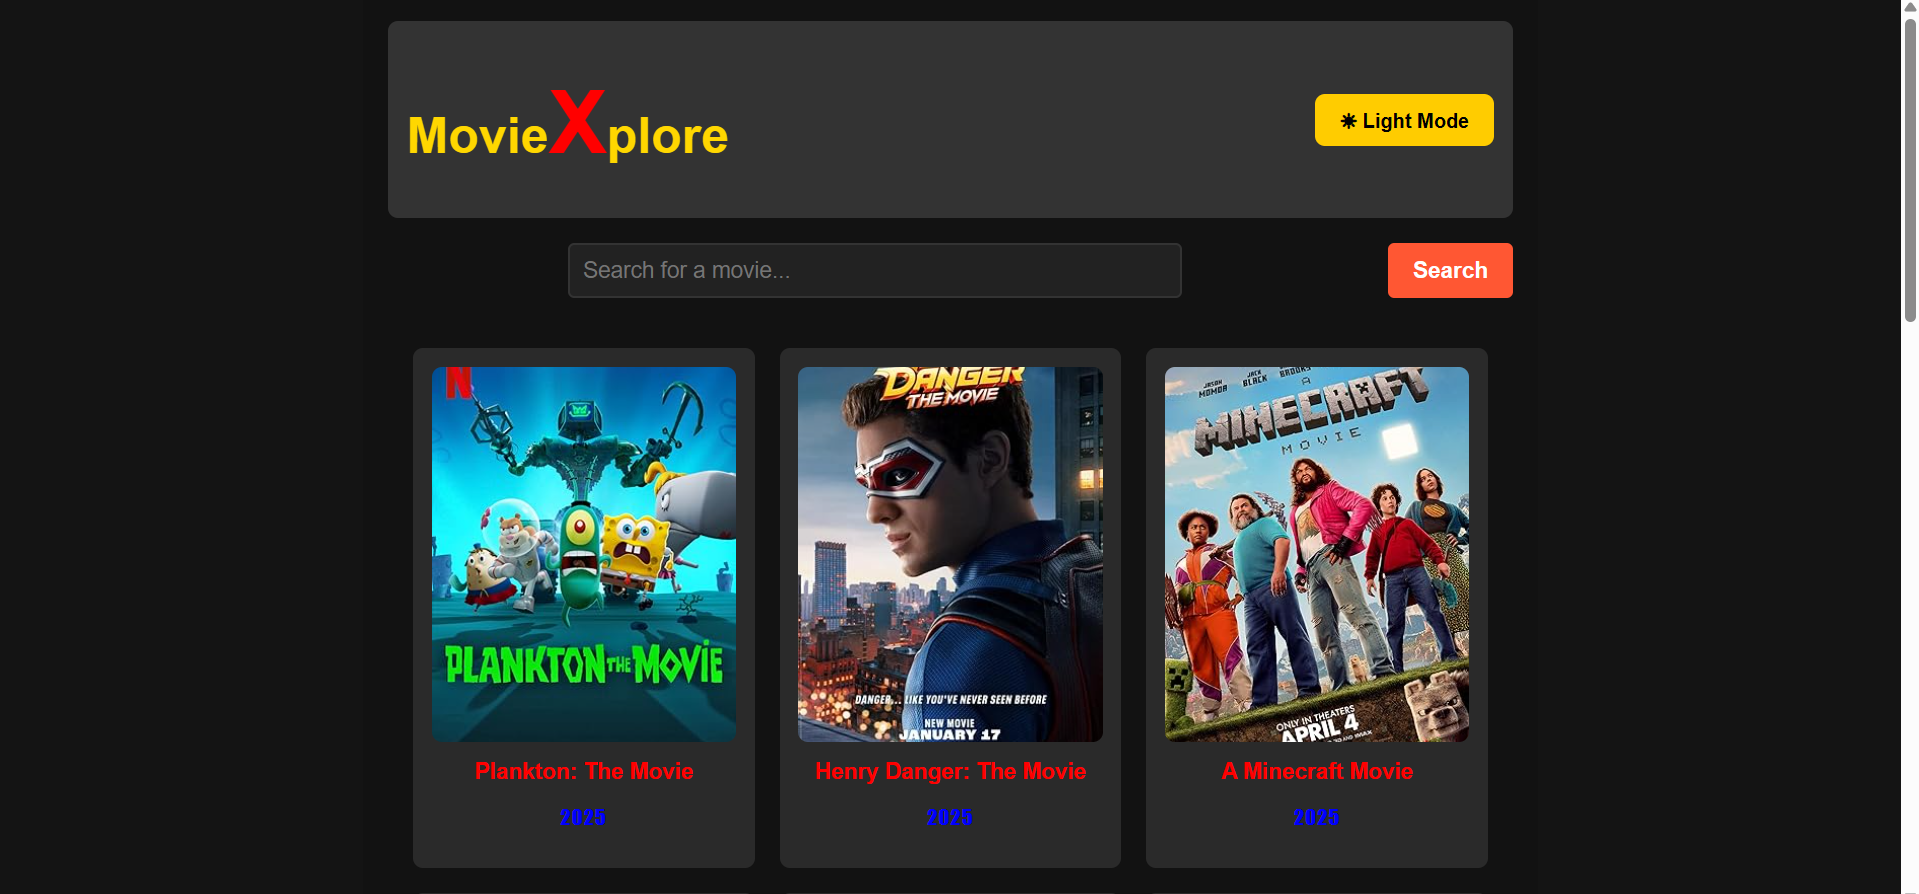 MovieXplore
☀ Light Mode
Search for a movie...
Search
N
PLANKTON THE MOVIE
Plankton: The Movie
2025
DANGER
THE MOVIE
DANGER... LIKE YOU'VE NEVER SEEN BEFORE
NEW MOVIE
JANUARY 17
Henry Danger: The Movie
2025
JASON MOMOA
JACK BLACK
A
MINECRAFT
MOVIE
ONLY IN THEATERS
APRIL 4
A Minecraft Movie
2025